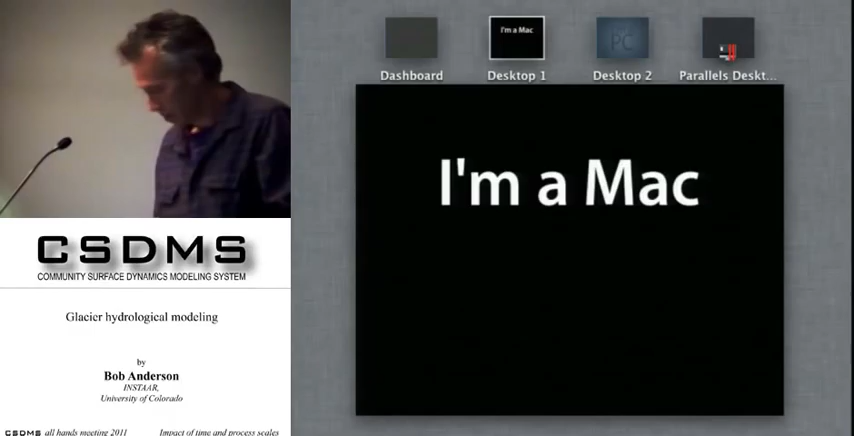 CSDMS
COMMUNITY SURFACE DYNAMICS MODELING SYSTEM
Glacier hydrological modeling
by
Bob Anderson
INSTAAR,
University of Colorado
CSDMS all hands meeting 2011 Impact of time and process scales
I'm a Mac
PC
Dashboard Desktop 1 Desktop 2 Parallels Deskt...
I'm a Mac